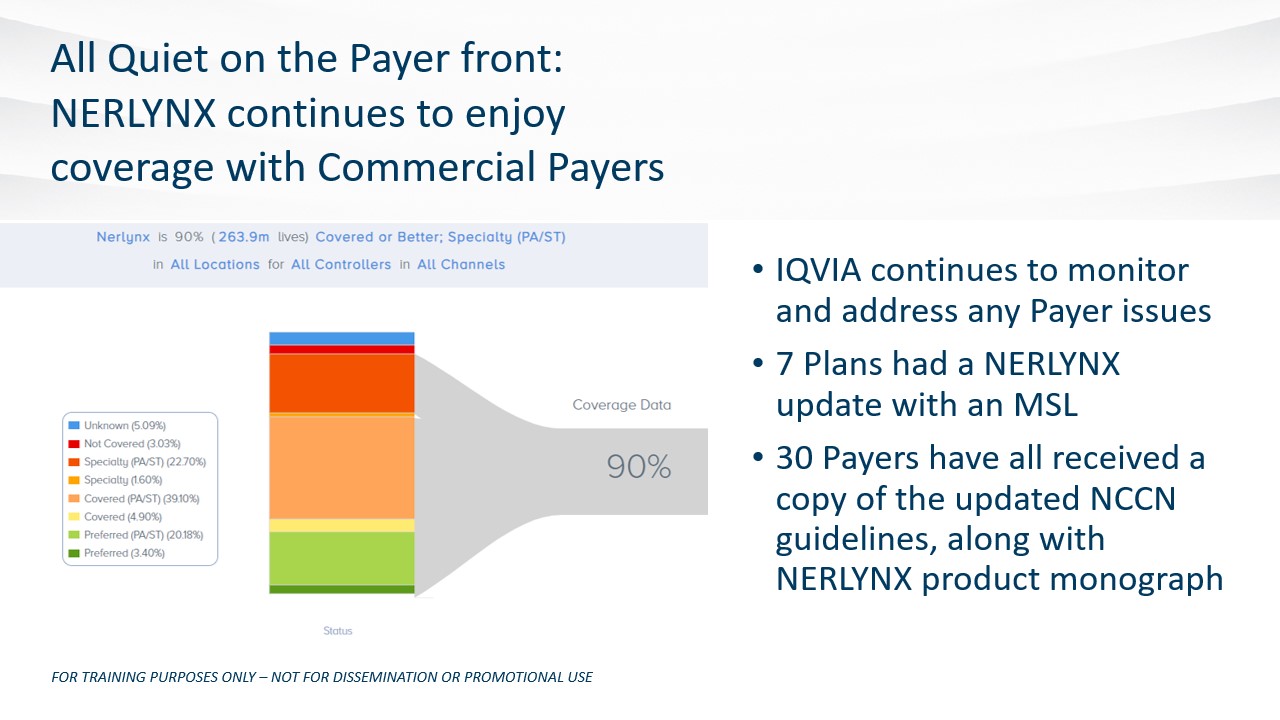 All Quiet on the Payer front:
NERLYNX continues to enjoy
coverage with Commercial Payers
Nerlynx is 90% (263.9m lives) Covered or Better; Specialty (PA/ST)
in All Locations for All Controllers in All Channels
Unknown (5.09%)
Not Covered (3.03%)
Specialty (PA/ST) (22.70%)
Specialty (1.60%)
Covered (PA/ST) (39.10%)
Covered (4.90%)
Preferred (PA/ST) (20.18%)
Preferred (3.40%)
Coverage Data
90%
Status
• IQVIA continues to monitor
and address any Payer issues
• 7 Plans had a NERLYNX
update with an MSL
• 30 Payers have all received a
copy of the updated NCCN
guidelines, along with
NERLYNX product monograph
FOR TRAINING PURPOSES ONLY – NOT FOR DISSEMINATION OR PROMOTIONAL USE